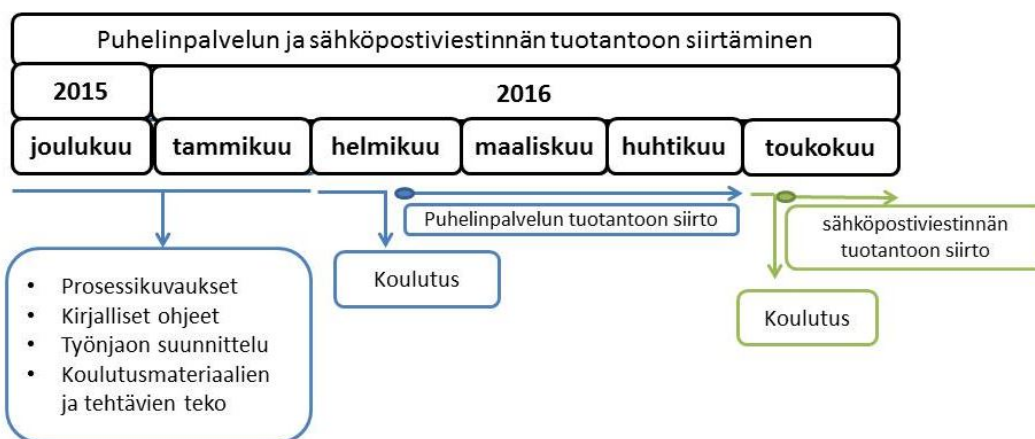 Puhelinpalvelun ja sähköpostiviestinnän tuotantoon siirtäminen
2015
2016
joulukuu
tammikuu
helmikuu
maaliskuu
huhtikuu
toukokuu
Puhelinpalvelun tuotantoon siirto
sähköpostiviestinnän
tuotantoon siirto
Koulutus
Koulutus
• Prosessikuvaukset
• Kirjalliset ohjeet
• Työnjaon suunnittelu
• Koulutusmateriaalien
ja tehtävien teko